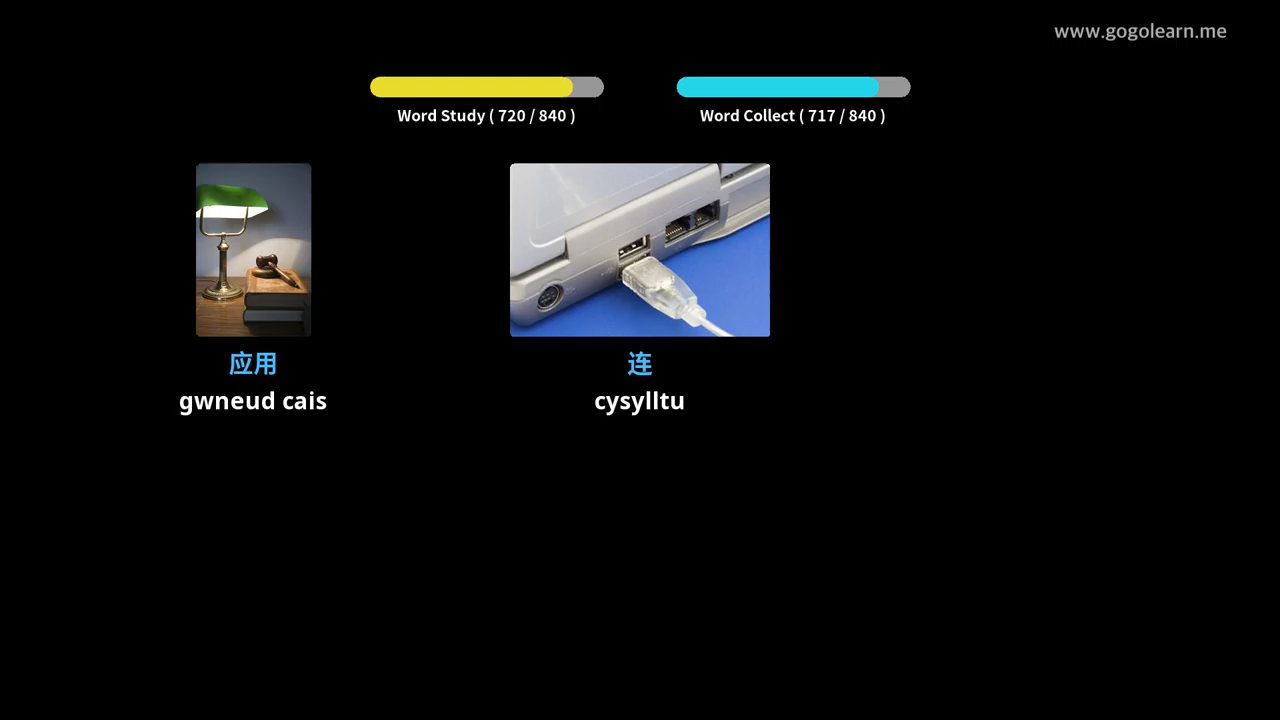 www.gogolearn.me
Word Study ( 720 / 840 )
Word Collect ( 717 / 840 )
应用
gwneud cais
连
cysylltu